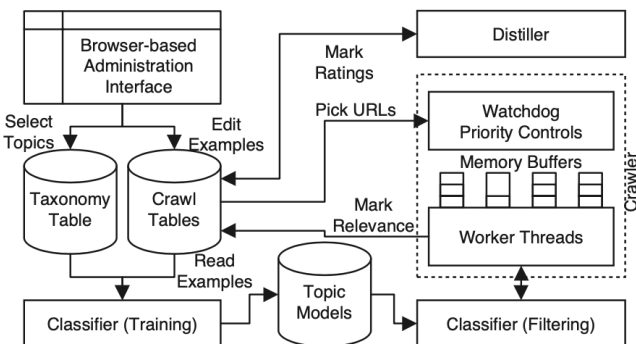 Browser-based
Administration
Interface
Distiller
Mark
Ratings
Select
Topics
Edit
Examples
Pick URLs
Watchdog
Priority Controls
Crawler
Memory Buffers
Taxonomy
Table
Crawl
Tables
Mark
Relevance
Worker Threads
Read
Examples
Topic
Models
Classifier (Training)
Classifier (Filtering)